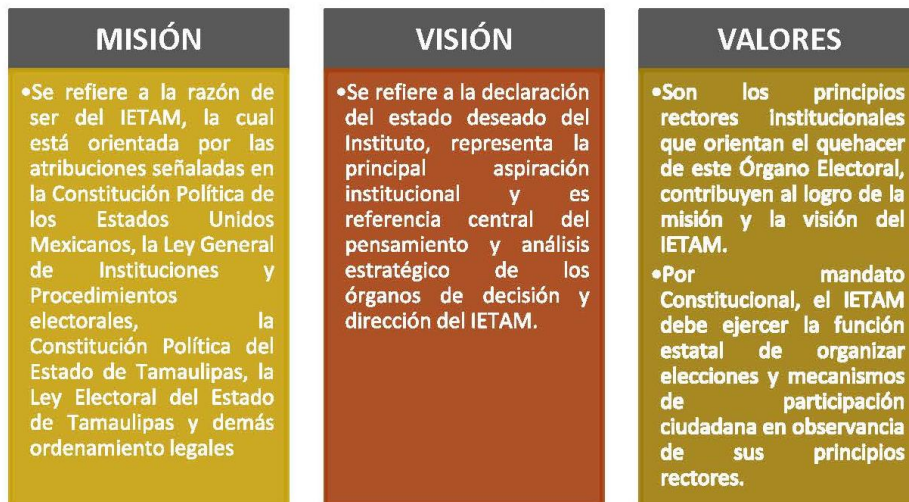 MISIÓN
•Se refiere a la razón de
ser del IETAM, la cual
está orientada por las
atribuciones señaladas en
la Constitución Política de
los Estados Unidos
Mexicanos, la Ley General
de Instituciones y
Procedimientos
electorales, la
Constitución Política del
Estado de Tamaulipas, la
Ley Electoral del Estado
de Tamaulipas y demás
ordenamiento legales
VISIÓN
•Se refiere a la declaración
del estado deseado del
Instituto, representa la
principal aspiración
institucional y es
referencia central del
pensamiento y análisis
estratégico de los
órganos de decisión y
dirección del IETAM.
VALORES
•Son los principios
rectores institucionales
que orientan el quehacer
de este Órgano Electoral,
contribuyen al logro de la
misión y la visión del
IETAM.
•Por mandato
Constitucional, el IETAM
debe ejercer la función
estatal de organizar
elecciones y mecanismos
de participación
ciudadana en observancia
de sus principios
rectores.